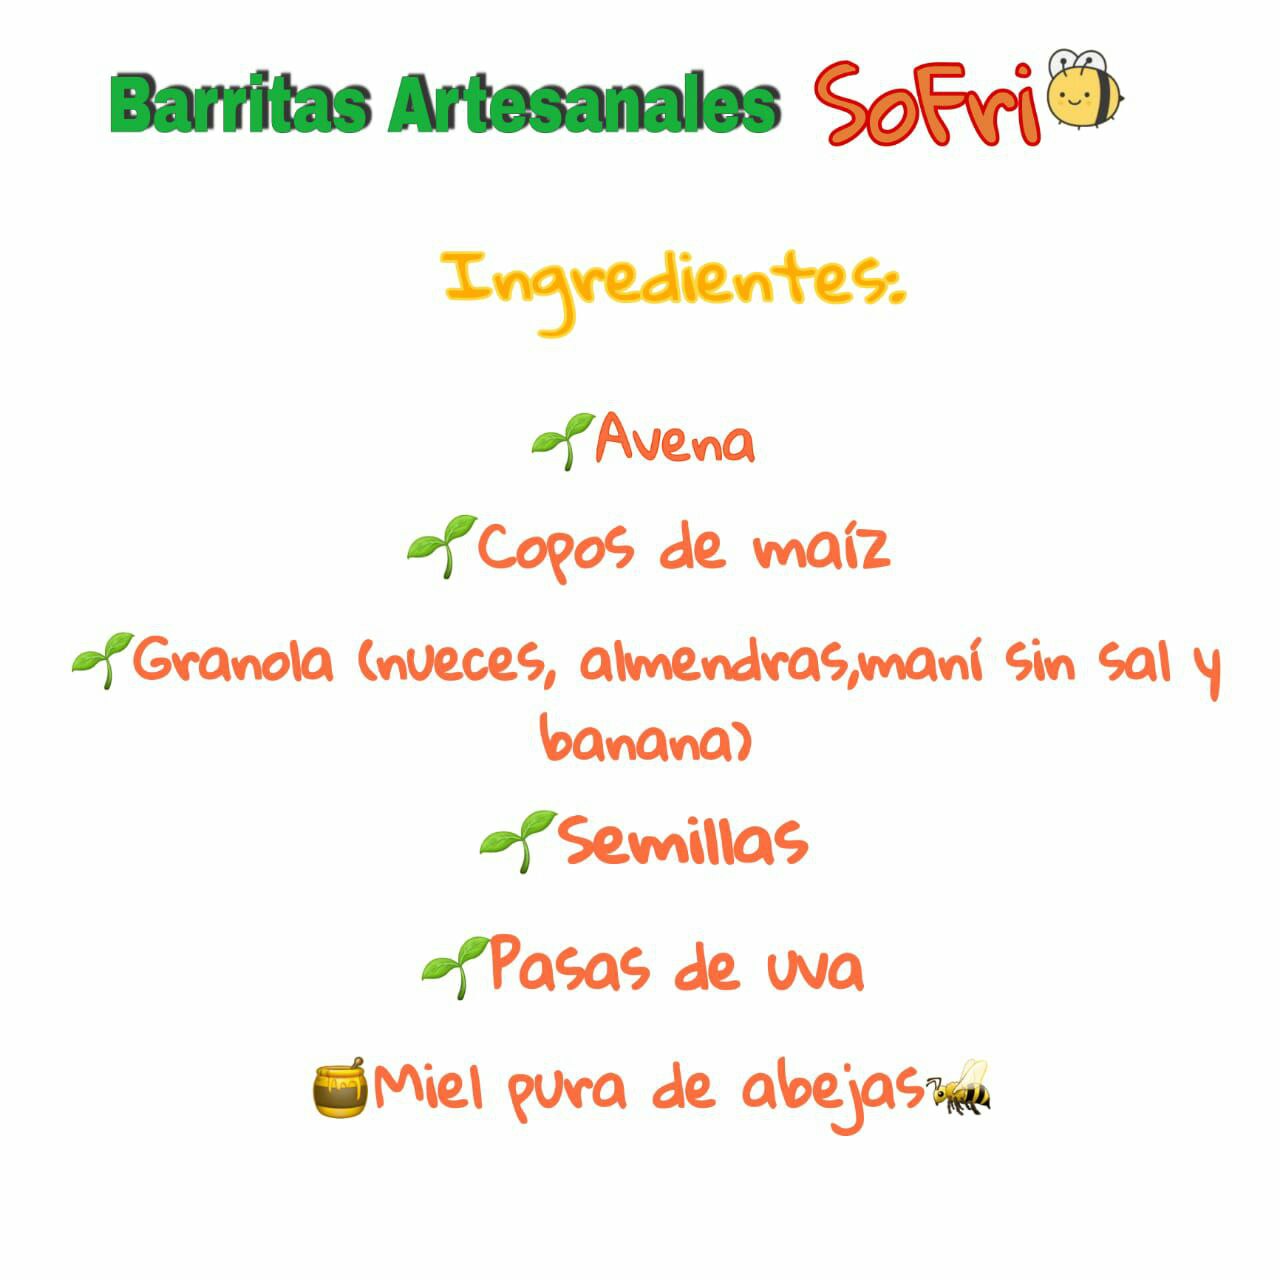 Barritas Artesanales SoFri
Ingredientes:
Avena
Copos de maíz
Granola (nueces, almendras,maní sin sal y
banana)
Semillas
Pasas de uva
Miel pura de abejas